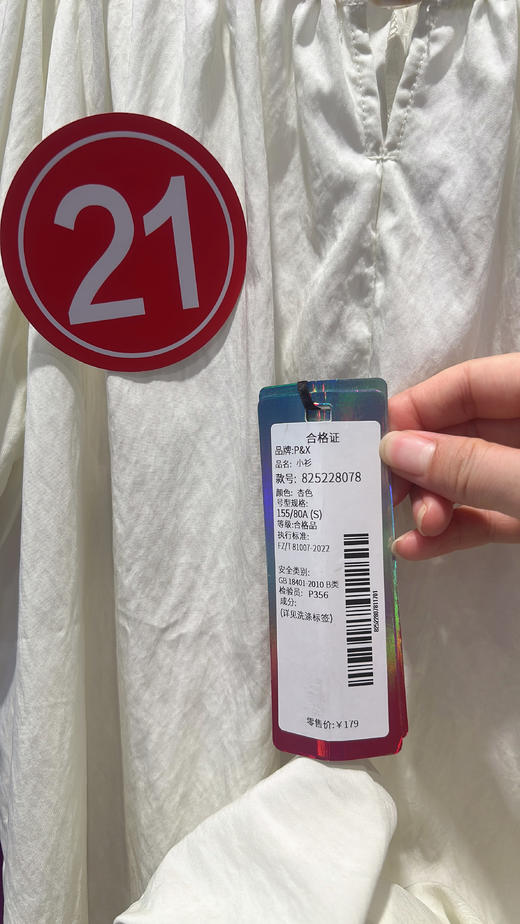 21
合格证
品牌:P&X
品名: 小衫
款号: 825228078
颜色: 杏色
号型规格:
155/80A (S)
等级:合格品
执行标准:
FZ/T 81007-2022
安全类别:
GB 18401-2010 B类
检验员: P356
成分:
(详见洗涤标签)
8252280781701
零售价:￥179